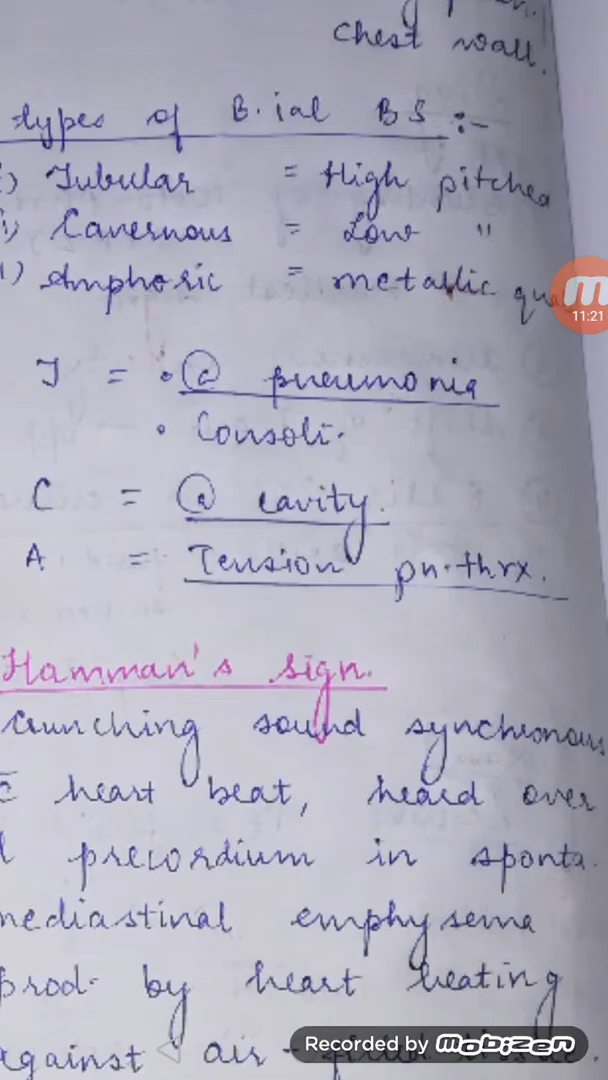 chest wall.
types of B.ial BS :-
i) Tubular = High pitched
i) Cavernous = Low "
i) Amphoric = metallic
11:21
T = • @ pneumonia
• Consoli.
C = @ cavity.
A = Tension pn.thrx.
Hamman's sign.
crunching sound synchronous
c̄ heart beat, heard over
l precordium in sponta.
mediastinal emphysema
prod. by heart beating
against air-filled
Recorded by mobizen